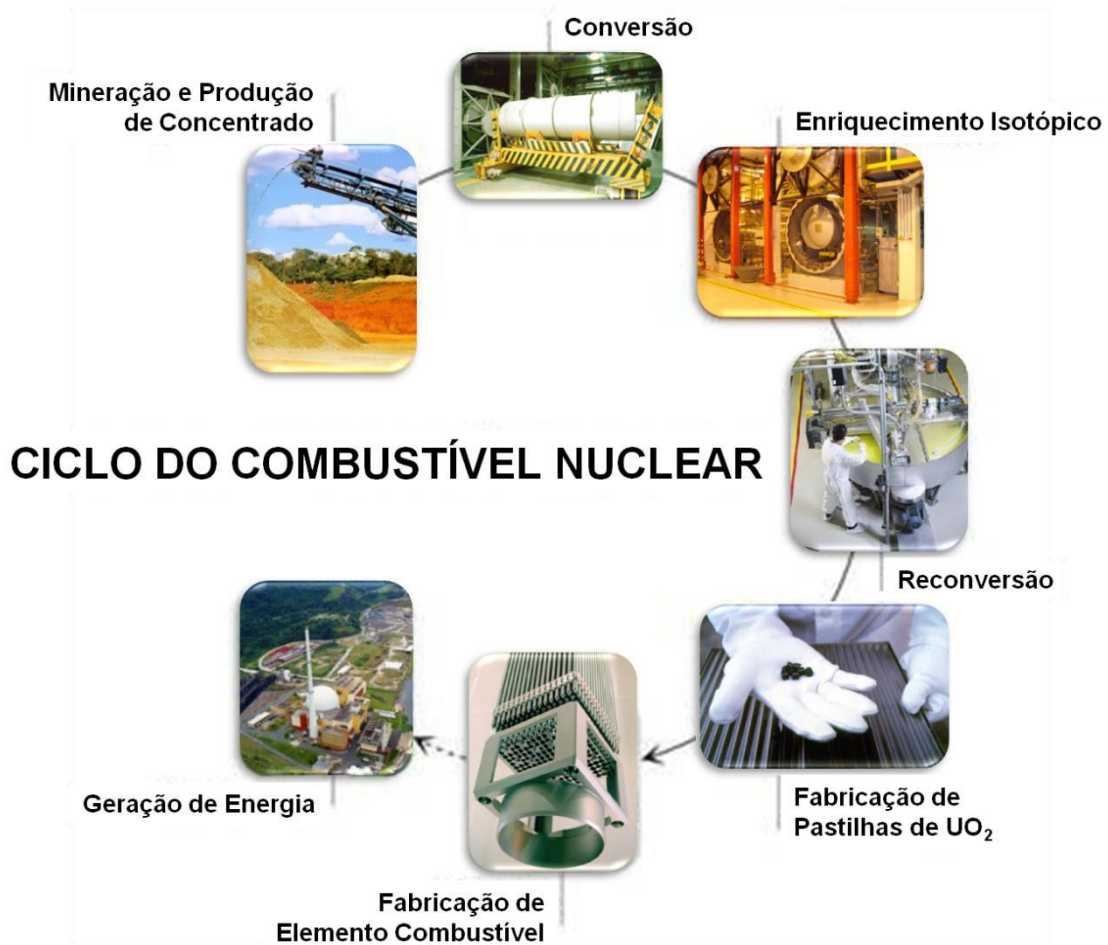 Conversão
Mineração e Produção
de Concentrado
Enriquecimento Isotópico
CICLO DO COMBUSTÍVEL NUCLEAR
Reconversão
Geração de Energia
Fabricação de
Pastilhas de UO₂
Fabricação de
Elemento Combustível